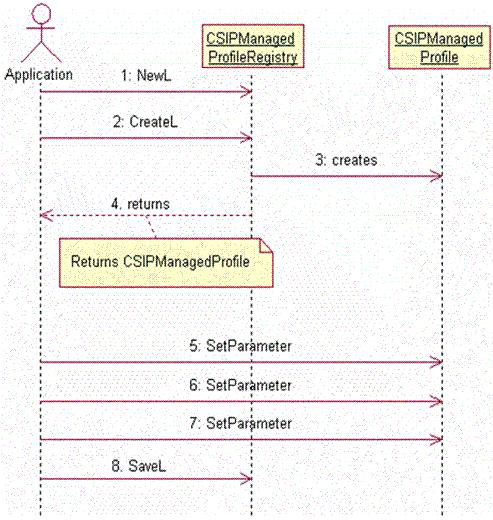 CSIPManaged
ProfileRegistry
CSIPManaged
Profile
Application
1: NewL
2: CreateL
3: creates
4. returns
Returns CSIPManagedProfile
5: SetParameter
6: SetParameter
7: SetParameter
8. SaveL